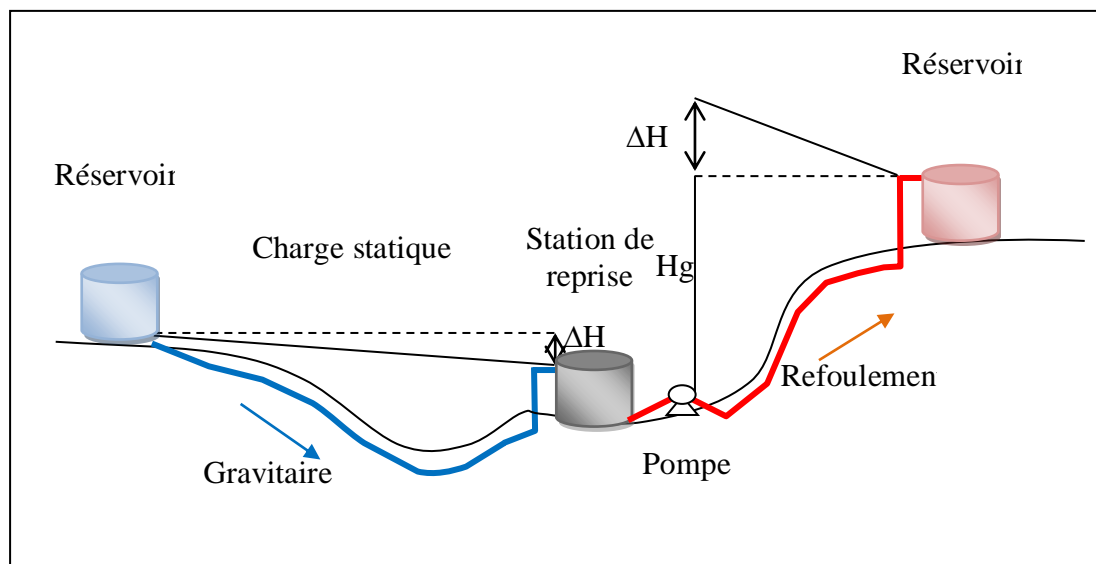 Réservoir
ΔH
Réservoir
Charge statique
Station de
reprise
Hg
ΔH
Refoulemen
Gravitaire
Pompe